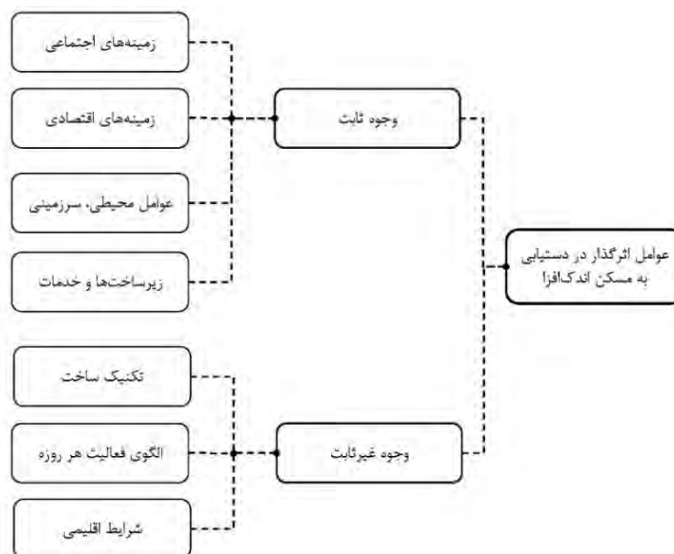 عوامل اثرگذار در دستیابی
به مسکن اندک‌افزا
وجوه ثابت
زمینه‌های اجتماعی
زمینه‌های اقتصادی
عوامل محیطی، سرزمینی
زیرساخت‌ها و خدمات
وجوه غیرثابت
تکنیک ساخت
الگوی فعالیت هر روزه
شرایط اقلیمی